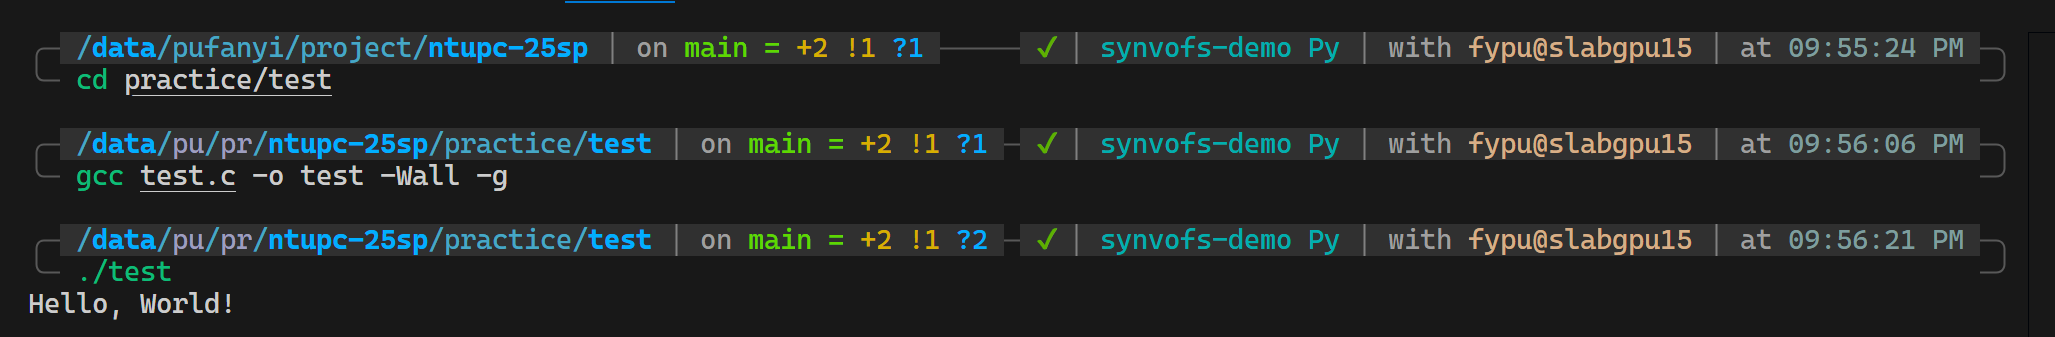 /data/pufanyi/project/ntupc-25sp | on main = +2 !1 ?1 ✓ | synvofs-demo Py | with fypu@slabgpu15 | at 09:55:24 PM
cd practice/test
/data/pu/pr/ntupc-25sp/practice/test | on main = +2 !1 ?1 ✓ | synvofs-demo Py | with fypu@slabgpu15 | at 09:56:06 PM
gcc test.c -o test -Wall -g
/data/pu/pr/ntupc-25sp/practice/test | on main = +2 !1 ?2 ✓ | synvofs-demo Py | with fypu@slabgpu15 | at 09:56:21 PM
./test
Hello, World!